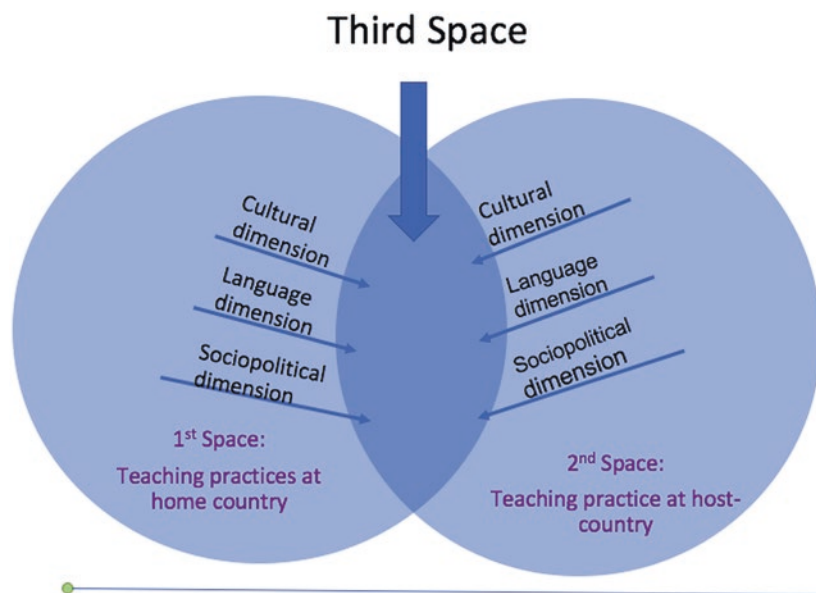 Third Space
Cultural
dimension
Language
dimension
Sociopolitical
dimension
1st Space:
Teaching practices at
home country
Cultural
dimension
Language
dimension
Sociopolitical
dimension
2nd Space:
Teaching practice at host-
country